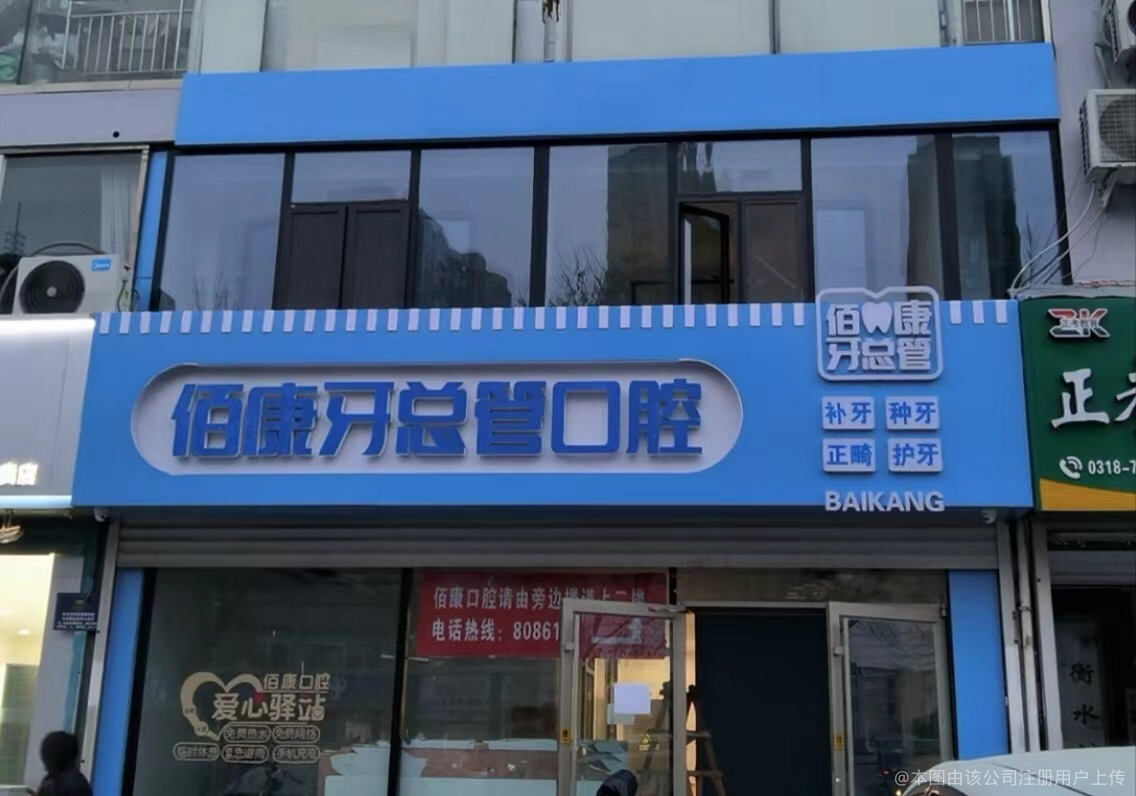 佰康
牙总管
佰康牙总管口腔
补牙 种牙
正畸 护牙
BAIKANG
正
0318-7
佰康口腔请由旁边楼道上二楼
电话热线：80861
佰康口腔
爱心驿站
免费热水 免费网络
临时休息 紧急避雨 手机充电
衡
水
@本图由该公司注册用户上传